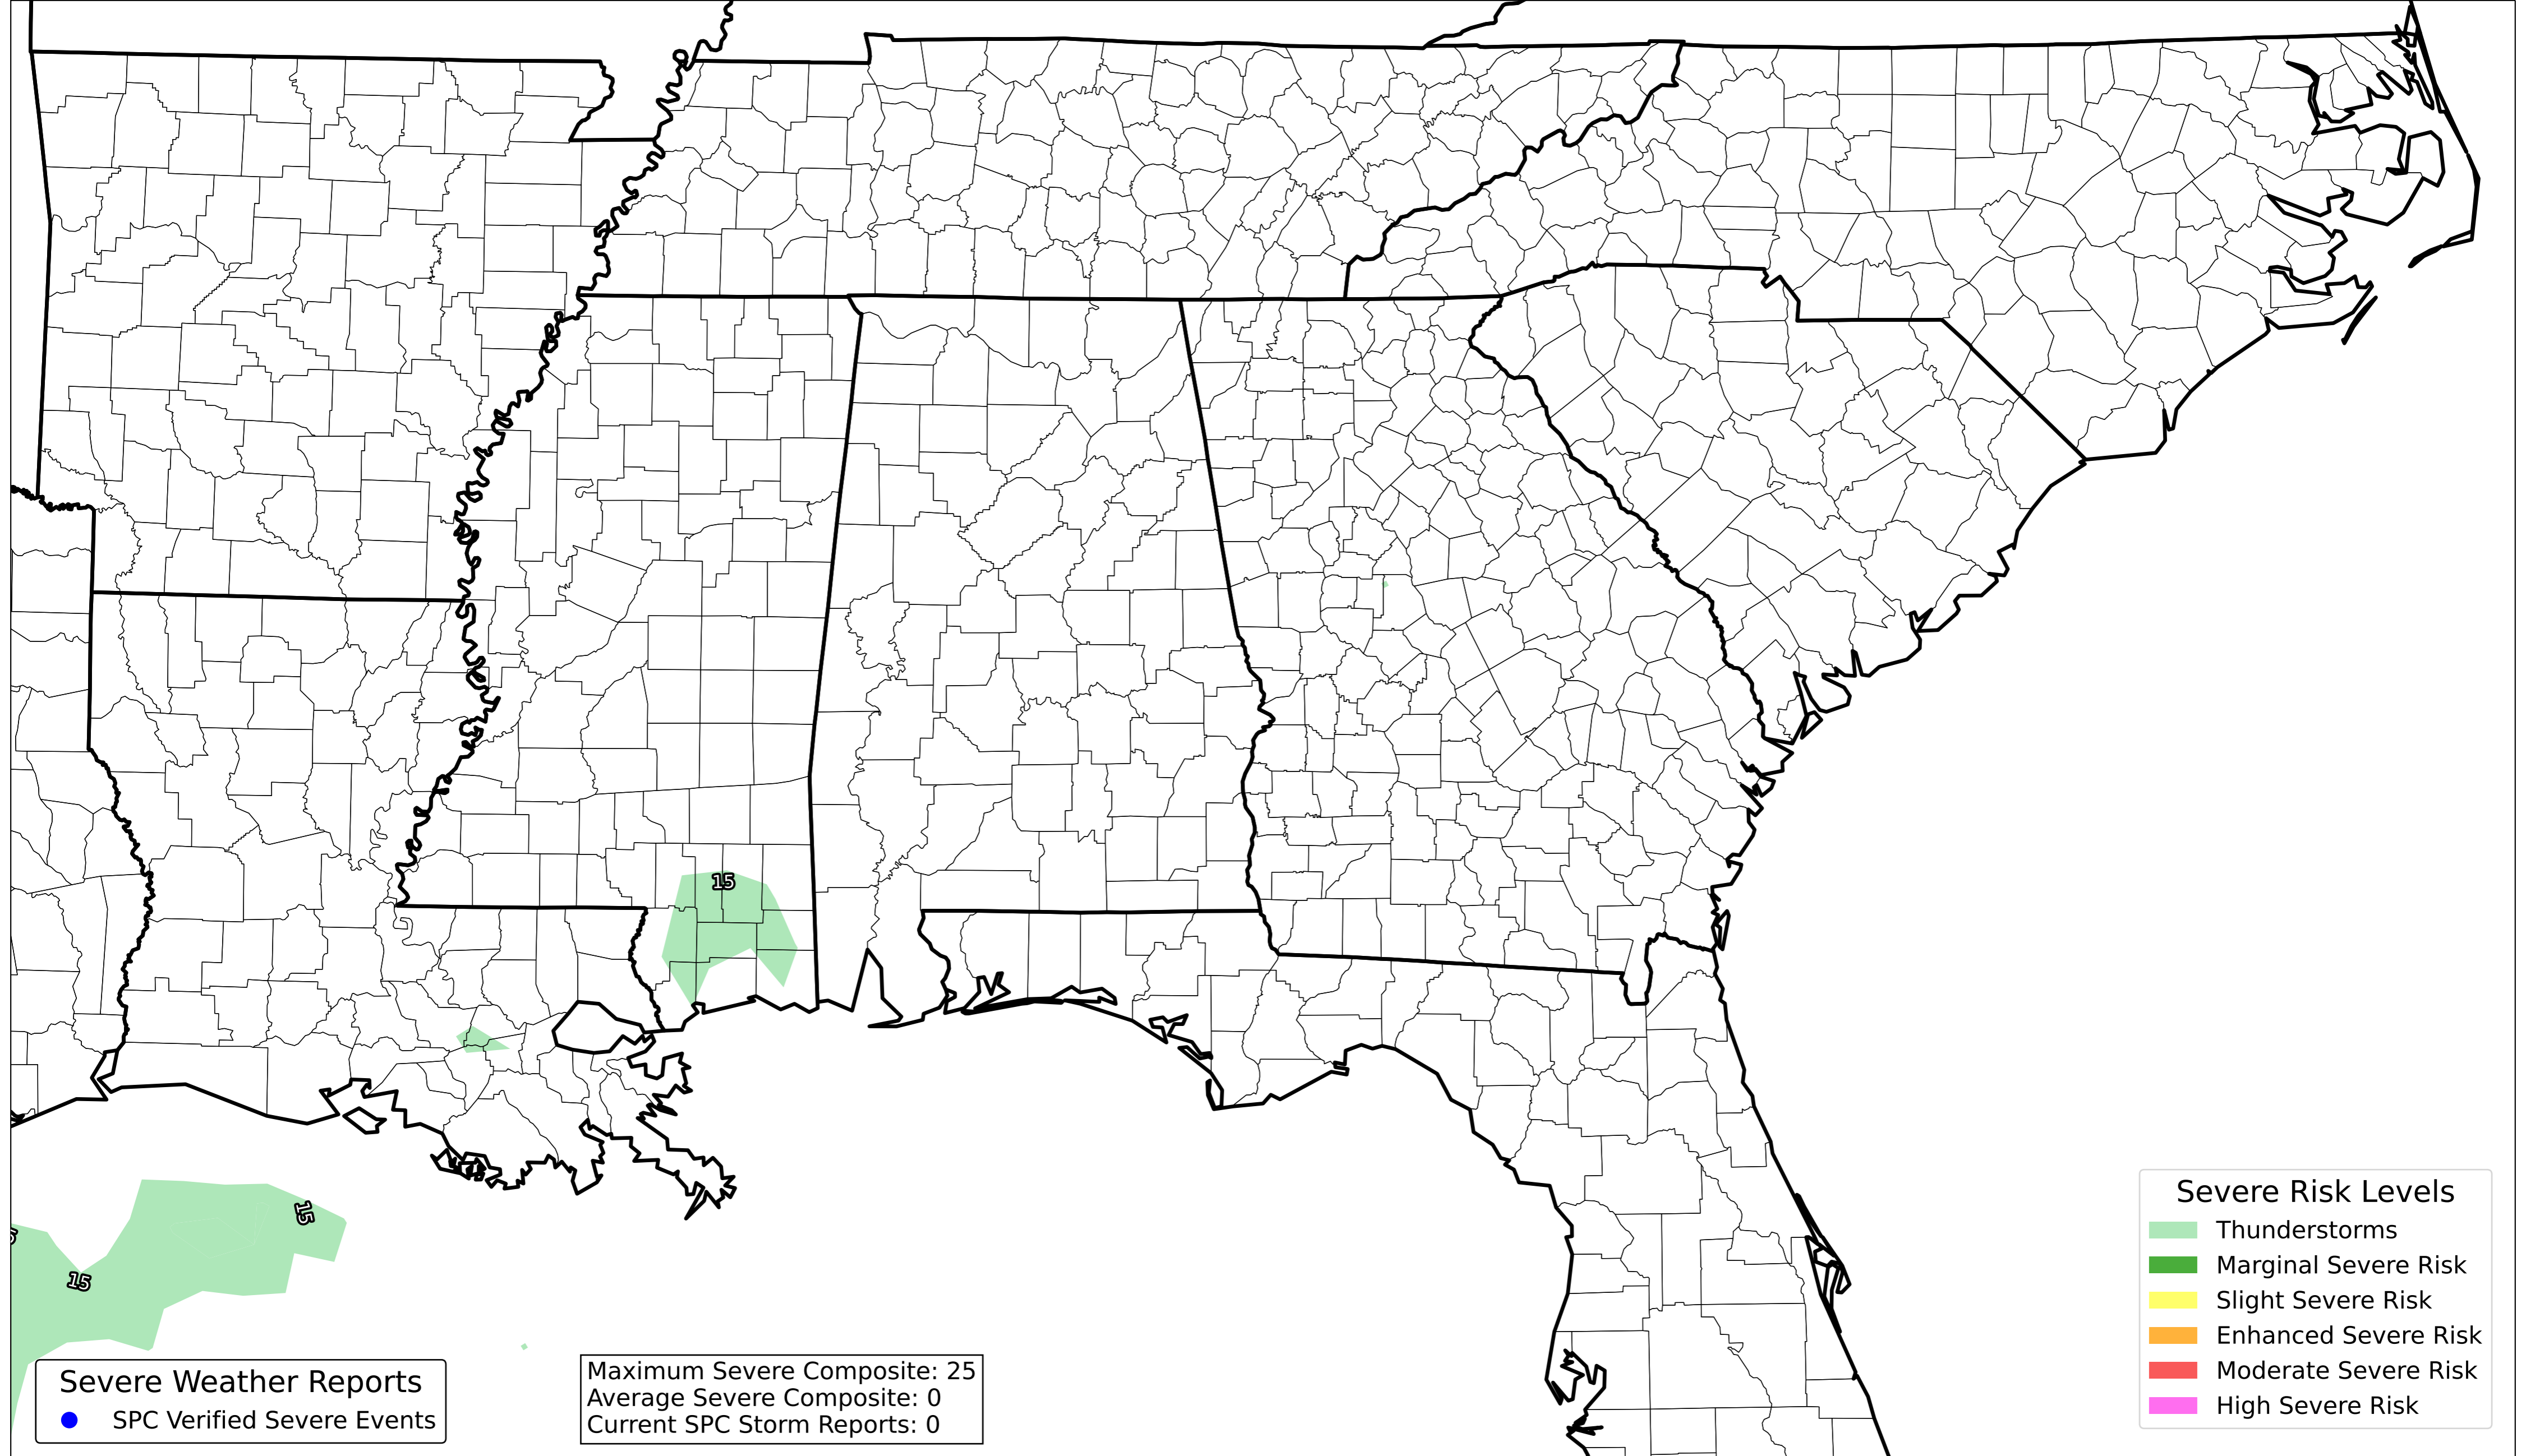 15
15
15
Severe Weather Reports
SPC Verified Severe Events
Maximum Severe Composite: 25
Average Severe Composite: 0
Current SPC Storm Reports: 0
Severe Risk Levels
Thunderstorms
Marginal Severe Risk
Slight Severe Risk
Enhanced Severe Risk
Moderate Severe Risk
High Severe Risk